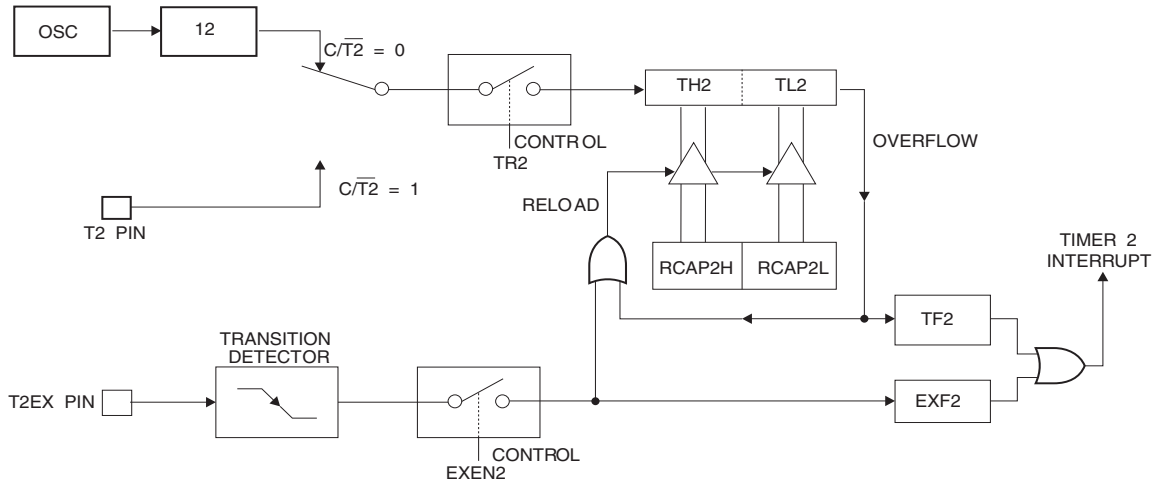 OSC
12
C/T2 = 0
TH2
TL2
CONTROL
TR2
OVERFLOW
C/T2 = 1
T2 PIN
RELOAD
RCAP2H
RCAP2L
TIMER 2
INTERRUPT
TF2
TRANSITION
DETECTOR
T2EX PIN
EXF2
CONTROL
EXEN2